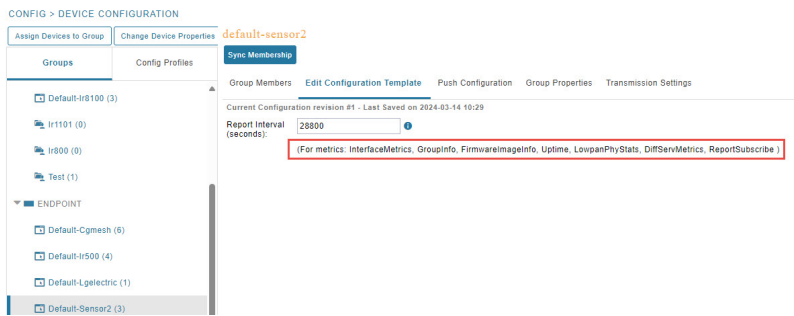 CONFIG > DEVICE CONFIGURATION
Assign Devices to Group
Change Device Properties
default-sensor2
Sync Membership
Groups
Config Profiles
Group Members
Edit Configuration Template
Push Configuration
Group Properties
Transmission Settings
Default-Ir8100 (3)
Ir1101 (0)
Ir800 (0)
Test (1)
ENDPOINT
Default-Cgmesh (6)
Default-Ir500 (4)
Default-Lgelectric (1)
Default-Sensor2 (3)
Current Configuration revision #1 - Last Saved on 2024-03-14 10:29
Report Interval
(seconds):
28800
(For metrics: InterfaceMetrics, GroupInfo, FirmwareImageInfo, Uptime, LowpanPhyStats, DiffServMetrics, ReportSubscribe )